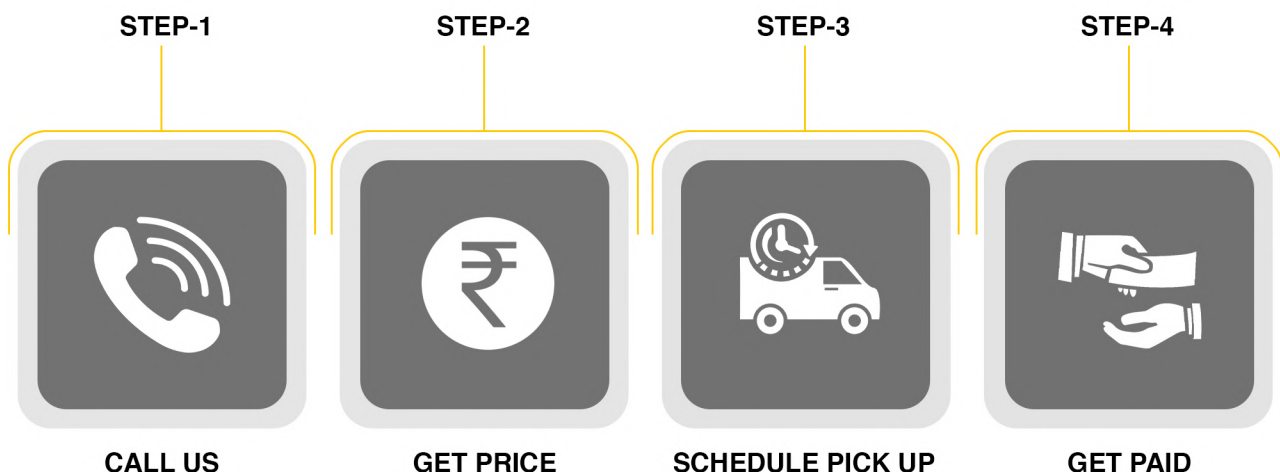 STEP-1
STEP-2
STEP-3
STEP-4
₹
CALL US
GET PRICE
SCHEDULE PICK UP
GET PAID